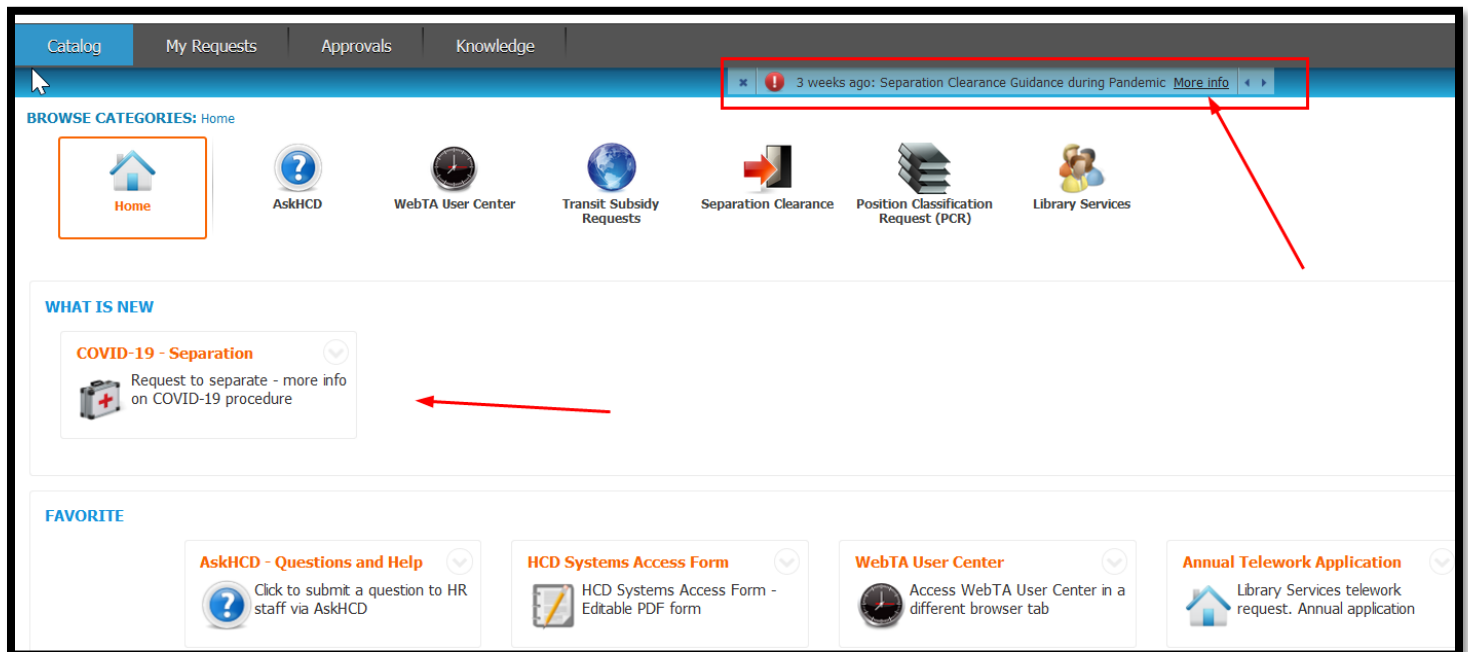 Catalog My Requests Approvals Knowledge
3 weeks ago: Separation Clearance Guidance during Pandemic More info
BROWSE CATEGORIES: Home
Home
AskHCD
WebTA User Center
Transit Subsidy
Requests
Separation Clearance
Position Classification
Request (PCR)
Library Services
WHAT IS NEW
COVID-19 - Separation
Request to separate - more info
on COVID-19 procedure
FAVORITE
AskHCD - Questions and Help
Click to submit a question to HR
staff via AskHCD
HCD Systems Access Form
HCD Systems Access Form -
Editable PDF form
WebTA User Center
Access WebTA User Center in a
different browser tab
Annual Telework Application
Library Services telework
request. Annual application